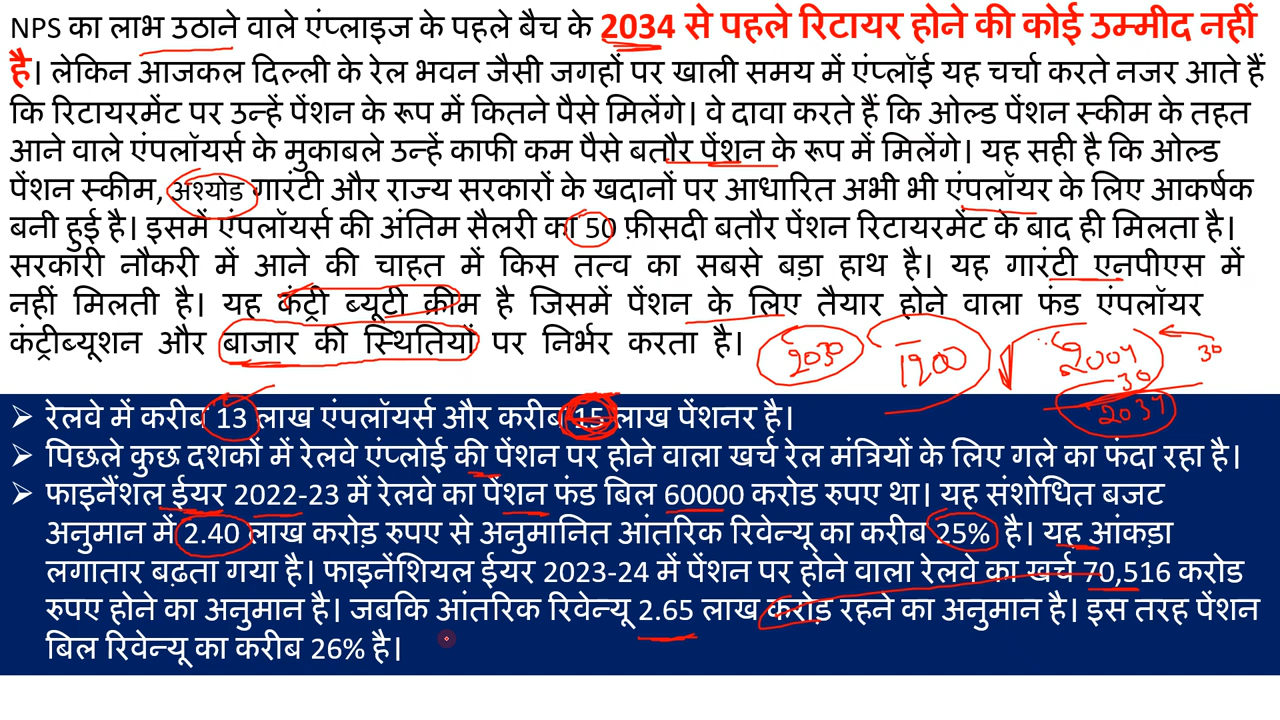 NPS का लाभ उठाने वाले एंप्लाइज के पहले बैच के 2034 से पहले रिटायर होने की कोई उम्मीद नहीं
है। लेकिन आजकल दिल्ली के रेल भवन जैसी जगहों पर खाली समय में एंप्लॉई यह चर्चा करते नजर आते हैं
कि रिटायरमेंट पर उन्हें पेंशन के रूप में कितने पैसे मिलेंगे। वे दावा करते हैं कि ओल्ड पेंशन स्कीम के तहत
आने वाले एंपलॉयर्स के मुकाबले उन्हें काफी कम पैसे बतौर पेंशन के रूप में मिलेंगे। यह सही है कि ओल्ड
पेंशन स्कीम, अश्योड गारंटी और राज्य सरकारों के खदानों पर आधारित अभी भी एंपलॉयर के लिए आकर्षक
बनी हुई है। इसमें एंपलॉयर्स की अंतिम सैलरी का 50 फ़ीसदी बतौर पेंशन रिटायरमेंट के बाद ही मिलता है।
सरकारी नौकरी में आने की चाहत में किस तत्व का सबसे बड़ा हाथ है। यह गारंटी एनपीएस में
नहीं मिलती है। यह कंट्री ब्यूटी क्रीम है जिसमें पेंशन के लिए तैयार होने वाला फंड एंपलॉयर
कंट्रीब्यूशन और बाजार की स्थितियों पर निर्भर करता है।
2030 1200 2004 30
30
2034
➢ रेलवे में करीब 13 लाख एंपलॉयर्स और करीब 15 लाख पेंशनर है।
➢ पिछले कुछ दशकों में रेलवे एंप्लोई की पेंशन पर होने वाला खर्च रेल मंत्रियों के लिए गले का फंदा रहा है।
➢ फाइनैंशल ईयर 2022-23 में रेलवे का पेंशन फंड बिल 60000 करोड रुपए था। यह संशोधित बजट
अनुमान में 2.40 लाख करोड़ रुपए से अनुमानित आंतरिक रिवेन्यू का करीब 25% है। यह आंकड़ा
लगातार बढ़ता गया है। फाइनेंशियल ईयर 2023-24 में पेंशन पर होने वाला रेलवे का खर्च 70,516 करोड
रुपए होने का अनुमान है। जबकि आंतरिक रिवेन्यू 2.65 लाख करोड़ रहने का अनुमान है। इस तरह पेंशन
बिल रिवेन्यू का करीब 26% है।